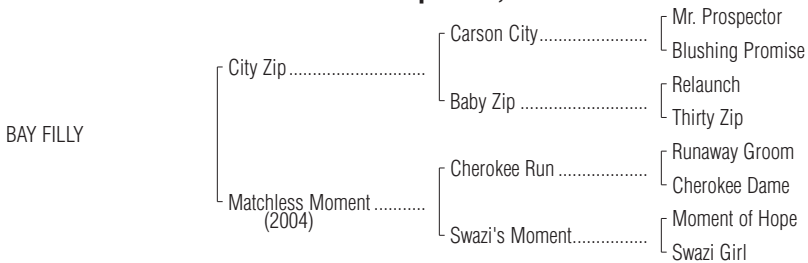 Mr. Prospector
Carson City.......................
Blushing Promise
City Zip.............................
Relaunch
Baby Zip ...........................
Thirty Zip
BAY FILLY
Runaway Groom
Cherokee Run ...................
Cherokee Dame
Matchless Moment ...........
(2004)
Moment of Hope
Swazi's Moment................
Swazi Girl